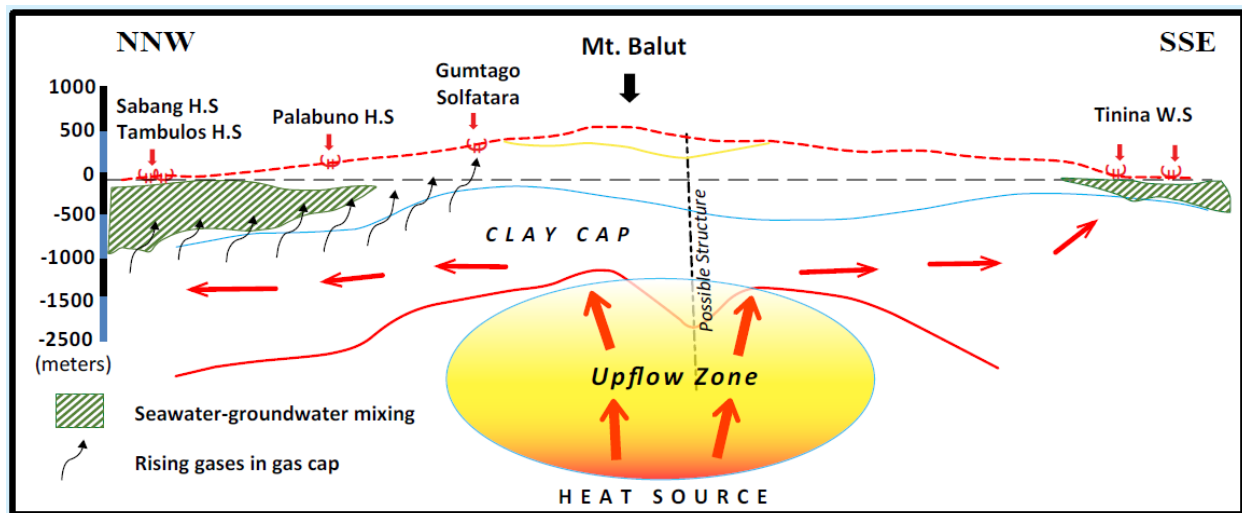 NNW
SSE
Mt. Balut
Gumtago
Solfatara
Sabang H.S
Tambulos H.S
Palabuno H.S
Tinina W.S
1000
500
0
-500
-1000
-1500
-2500
(meters)
CLAY CAP
Possible Structure
Upflow Zone
HEAT SOURCE
Seawater-groundwater mixing
Rising gases in gas cap